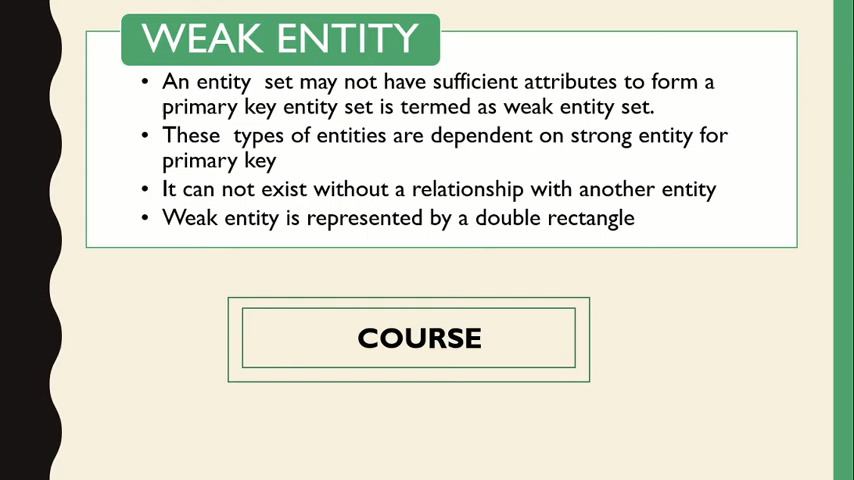 WEAK ENTITY
• An entity set may not have sufficient attributes to form a
primary key entity set is termed as weak entity set.
• These types of entities are dependent on strong entity for
primary key
• It can not exist without a relationship with another entity
• Weak entity is represented by a double rectangle
COURSE